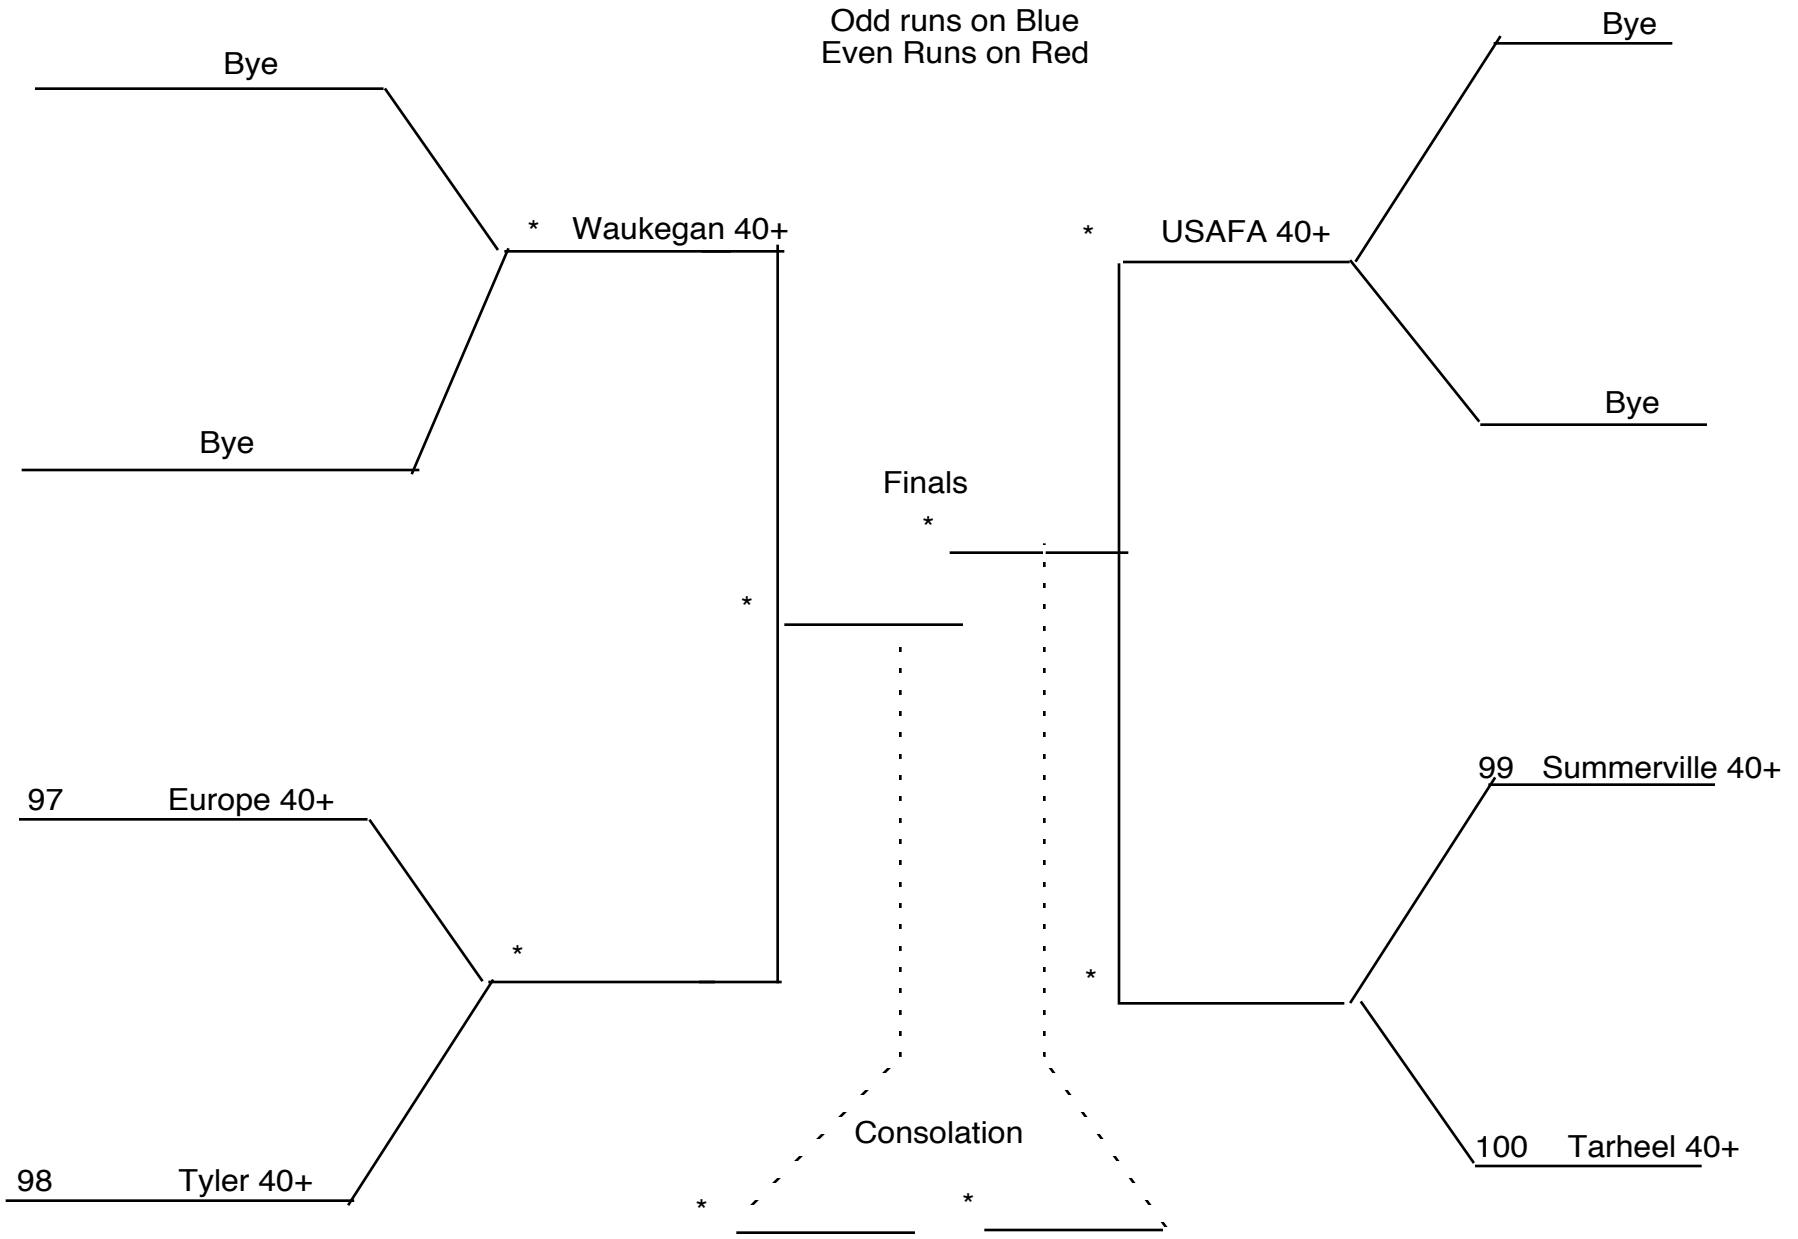 Odd runs on Blue
Even Runs on Red
Bye
Bye
* Waukegan 40+
* USAFA 40+
Bye
Bye
Finals
*
*
99 Summerville 40+
97 Europe 40+
*
*
100 Tarheel 40+
Consolation
98 Tyler 40+
* *